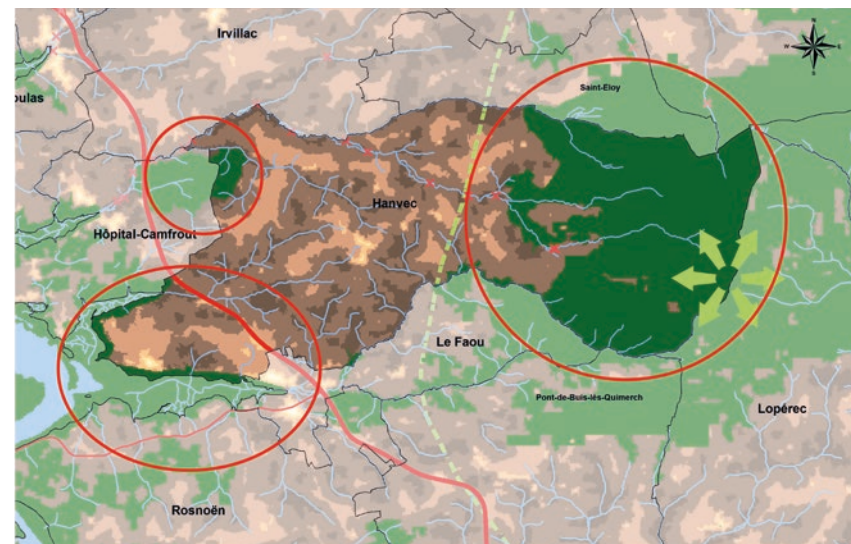 Irvillac
N
W
E
S
oulas
Saint-Eloy
Hanvec
Hôpital-Camfrout
Le Faou
Pont-de-Buis-lès-Quimerch
Lopérec
Rosnoën